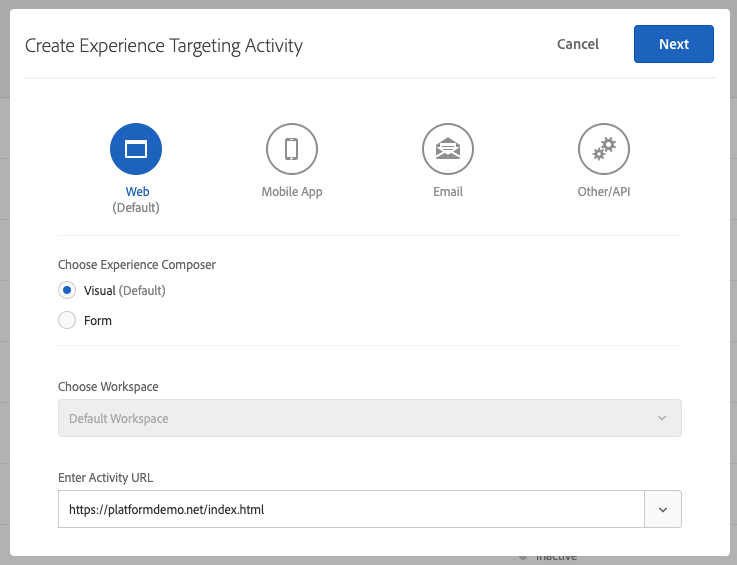 Create Experience Targeting Activity
Cancel
Next
Web
(Default)
Mobile App
Email
Other/API
Choose Experience Composer
Visual (Default)
Form
Choose Workspace
Default Workspace
Enter Activity URL
https://platformdemo.net/index.html
Inactive